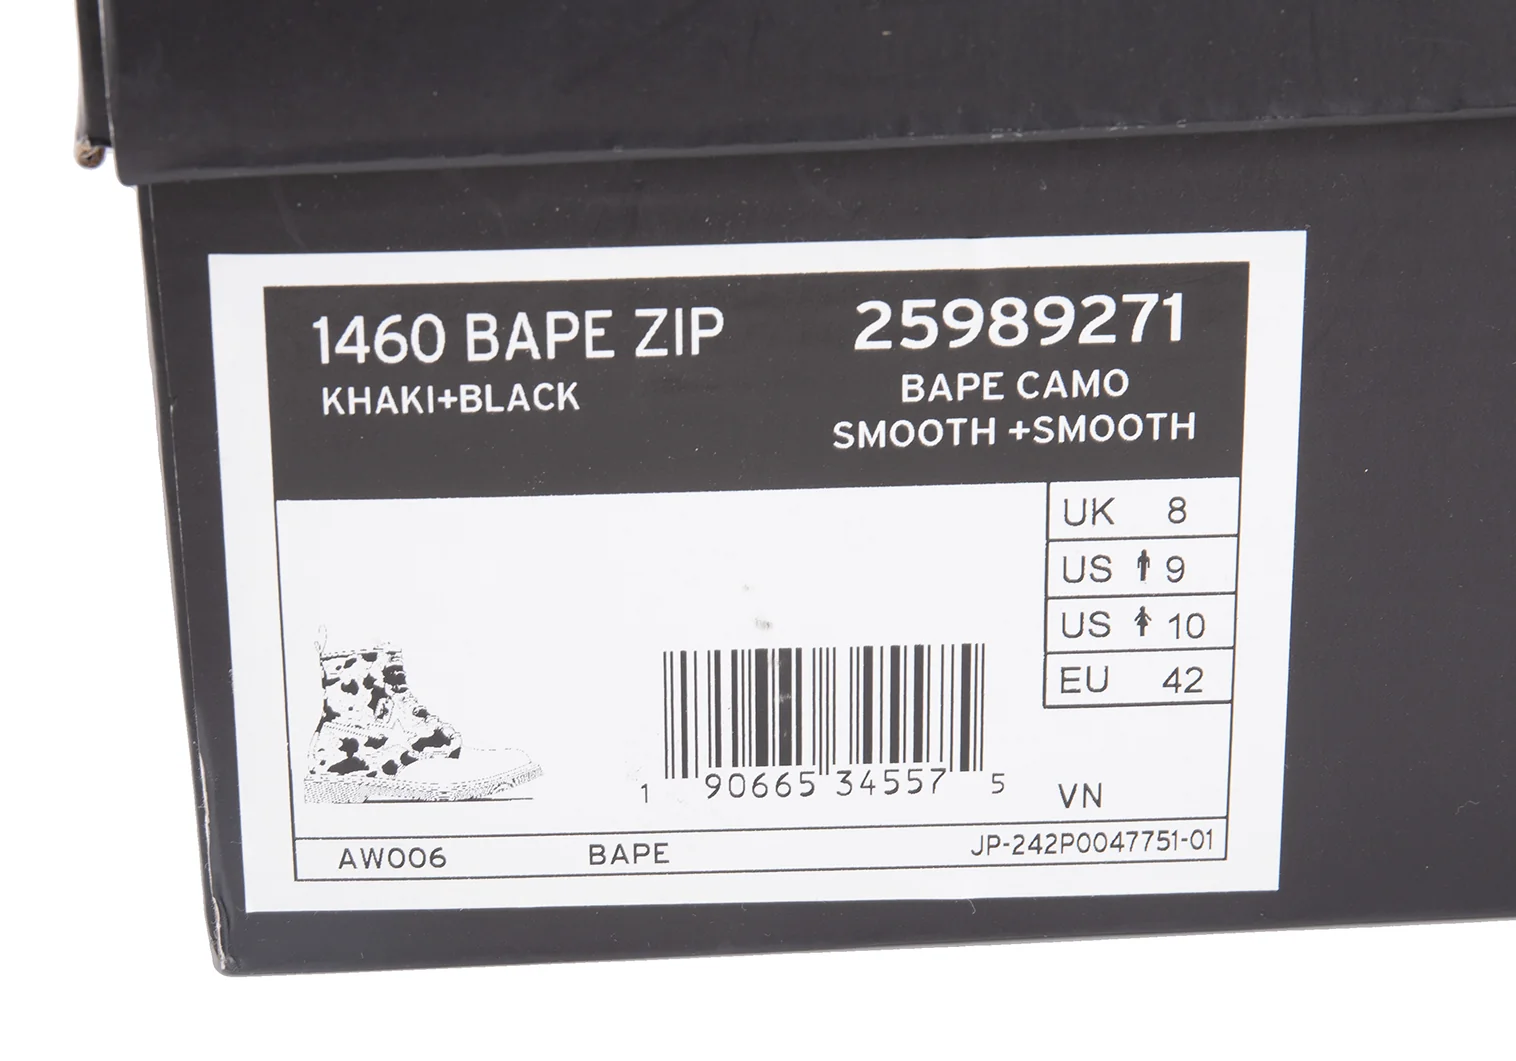 1460 BAPE ZIP
KHAKI+BLACK
25989271
BAPE CAMO
SMOOTH +SMOOTH
UK 8
US 9
US 10
EU 42
1 90665 34557 5
VN
AW006 BAPE JP-242P0047751-01